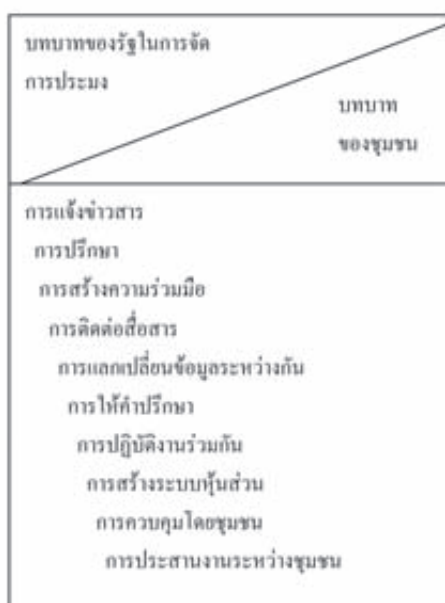 บทบาทของรัฐในการจัด
การประมง
บทบาท
ของชุมชน
การแจ้งข่าวสาร
การปรึกษา
การสร้างความร่วมมือ
การติดต่อสื่อสาร
การแลกเปลี่ยนข้อมูลระหว่างกัน
การให้คำปรึกษา
การปฏิบัติงานร่วมกัน
การสร้างระบบหุ้นส่วน
การควบคุมโดยชุมชน
การประสานงานระหว่างชุมชน